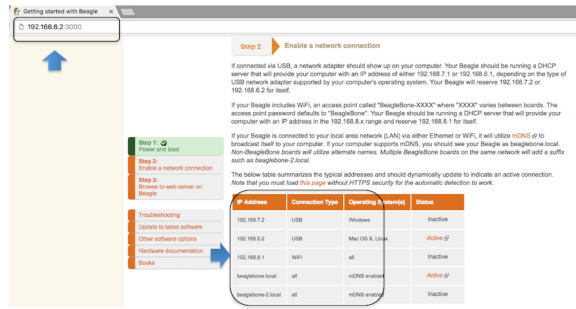 Getting started with Beagle
192.168.6.2:3000
Step 2
Enable a network connection
If connected via USB, a network adapter should show up on your computer. Your Beagle should be running a DHCP
server that will provide your computer with an IP address of either 192.168.7.1 or 192.168.6.1, depending on the type of
USB network adapter supported by your computer's operating system. Your Beagle will reserve 192.168.7.2 or
192.168.6.2 for itself.
If your Beagle includes WiFi, an access point called "BeagleBone-XXXX" where "XXXX" varies between boards. The
access point password defaults to "BeagleBone". Your Beagle should be running a DHCP server that will provide your
computer with an IP address in the 192.168.8.x range and reserve 192.168.8.1 for itself.
If your Beagle is connected to your local area network (LAN) via either Ethernet or WiFi, it will utilize mDNS to
broadcast itself to your computer. If your computer supports mDNS, you should see your Beagle as beaglebone.local.
Non-BeagleBone boards will utilize alternate names. Multiple BeagleBone boards on the same network will add a suffix
such as beaglebone-2.local.
The below table summarizes the typical addresses and should dynamically update to indicate an active connection.
Note that you must load this page without HTTPS security for the automatic detection to work.
Step 1:
Power and boot
Step 2:
Enable a network connection
Step 3:
Browse to web server on
Beagle
Troubleshooting
Update to latest software
Other software options
Hardware documentation
Books
IP Address Connection Type Operating System(s) Status
192.168.7.2 USB Windows Inactive
192.168.6.2 USB Mac OS X, Linux Active
192.168.8.1 WiFi all Inactive
beaglebone.local all mDNS enabled Active
beaglebone-2.local all mDNS enabled Inactive